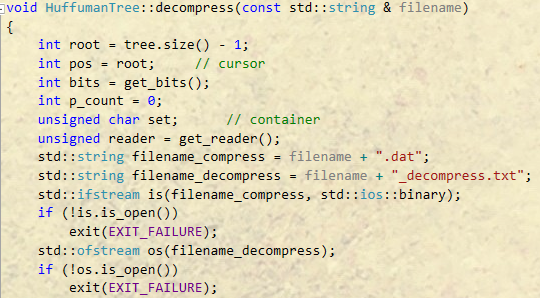 void HuffumanTree::decompress(const std::string & filename)
{
    int root = tree.size() - 1;
    int pos = root;     // cursor
    int bits = get_bits();
    int p_count = 0;
    unsigned char set;      // container
    unsigned reader = get_reader();
    std::string filename_compress = filename + ".dat";
    std::string filename_decompress = filename + "_decompress.txt";
    std::ifstream is(filename_compress, std::ios::binary);
    if (!is.is_open())
        exit(EXIT_FAILURE);
    std::ofstream os(filename_decompress);
    if (!os.is_open())
        exit(EXIT_FAILURE);